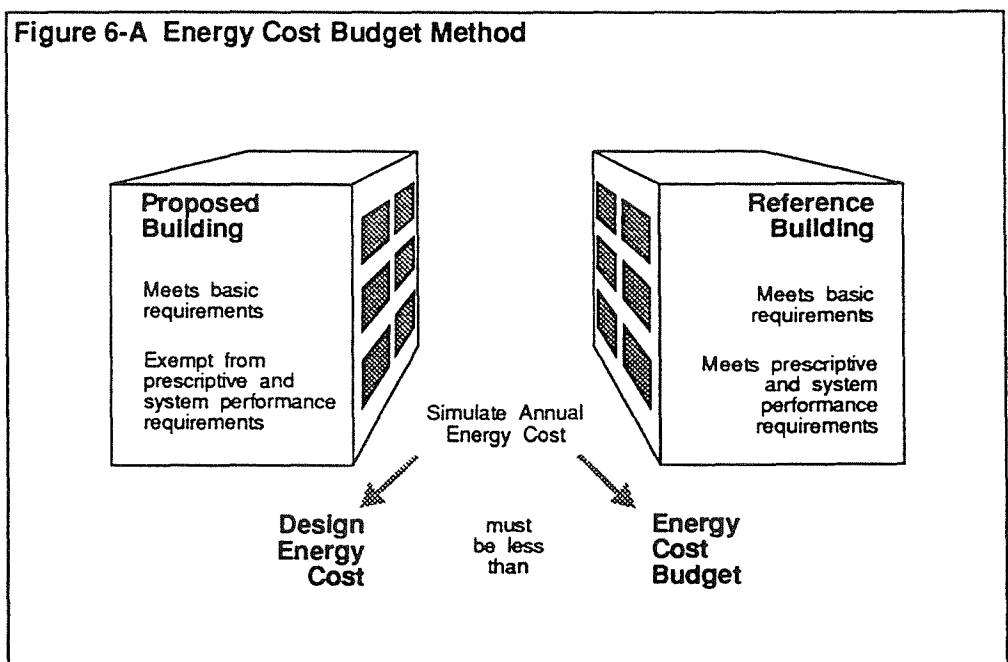 Figure 6-A Energy Cost Budget Method
Proposed
Building
Meets basic
requirements
Exempt from
prescriptive and
system performance
requirements
Reference
Building
Meets basic
requirements
Meets prescriptive
and system
performance
requirements
Simulate Annual
Energy Cost
Design
Energy
Cost
must
be less
than
Energy
Cost
Budget